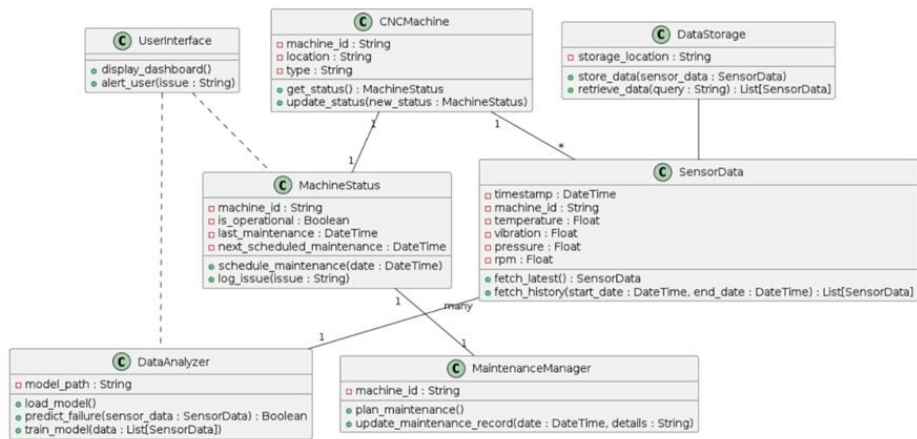 C UserInterface
display_dashboard()
alert_user(issue : String)
C CNCMachine
machine_id : String
location : String
type : String
get_status() : MachineStatus
update_status(new_status : MachineStatus)
C DataStorage
storage_location : String
store_data(sensor_data : SensorData)
retrieve_data(query : String) : List[SensorData]
1
1
1
*
C MachineStatus
machine_id : String
is_operational : Boolean
last_maintenance : DateTime
next_scheduled_maintenance : DateTime
schedule_maintenance(date : DateTime)
log_issue(issue : String)
C SensorData
timestamp : DateTime
machine_id : String
temperature : Float
vibration : Float
pressure : Float
rpm : Float
fetch_latest() : SensorData
fetch_history(start_date : DateTime, end_date : DateTime) : List[SensorData]
1
many
1
1
C DataAnalyzer
model_path : String
load_model()
predict_failure(sensor_data : SensorData) : Boolean
train_model(data : List[SensorData])
C MaintenanceManager
machine_id : String
plan_maintenance()
update_maintenance_record(date : DateTime, details : String)